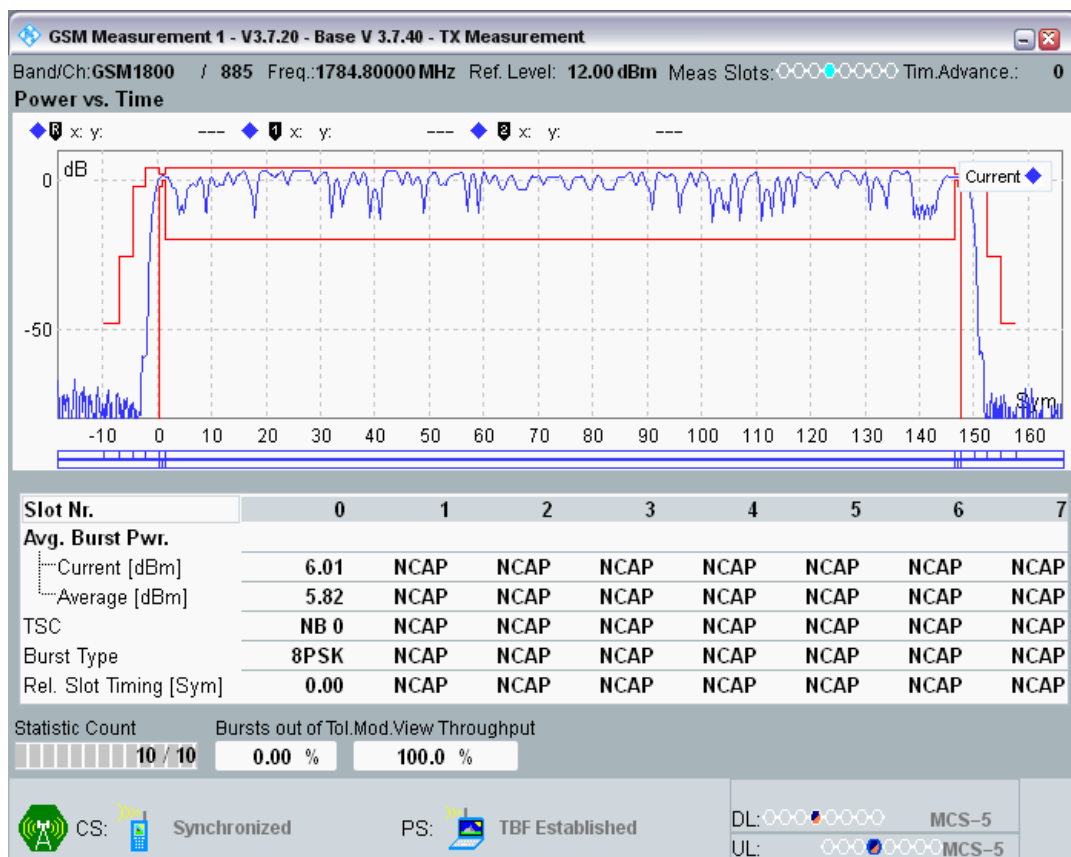 GSM Measurement 1 - V3.7.20 - Base V 3.7.40 - TX Measurement
Band/Ch:GSM1800 / 885 Freq.:1784.80000 MHz Ref. Level: 12.00 dBm Meas Slots: Tim.Advance.: 0
Power vs. Time
R x: y: --- 1 x: y: --- 2 x: y: ---
dB
0
Current
-50
Sym
-10 0 10 20 30 40 50 60 70 80 90 100 110 120 130 140 150 160
Slot Nr. 0 1 2 3 4 5 6 7
Avg. Burst Pwr.
Current [dBm] 6.01 NCAP NCAP NCAP NCAP NCAP NCAP NCAP
Average [dBm] 5.82 NCAP NCAP NCAP NCAP NCAP NCAP NCAP
TSC NB 0 NCAP NCAP NCAP NCAP NCAP NCAP NCAP
Burst Type 8PSK NCAP NCAP NCAP NCAP NCAP NCAP NCAP
Rel. Slot Timing [Sym] 0.00 NCAP NCAP NCAP NCAP NCAP NCAP NCAP
Statistic Count Bursts out of Tol.Mod.View Throughput
10 / 10 0.00 % 100.0 %
CS: Synchronized PS: TBF Established DL: MCS-5
UL: MCS-5